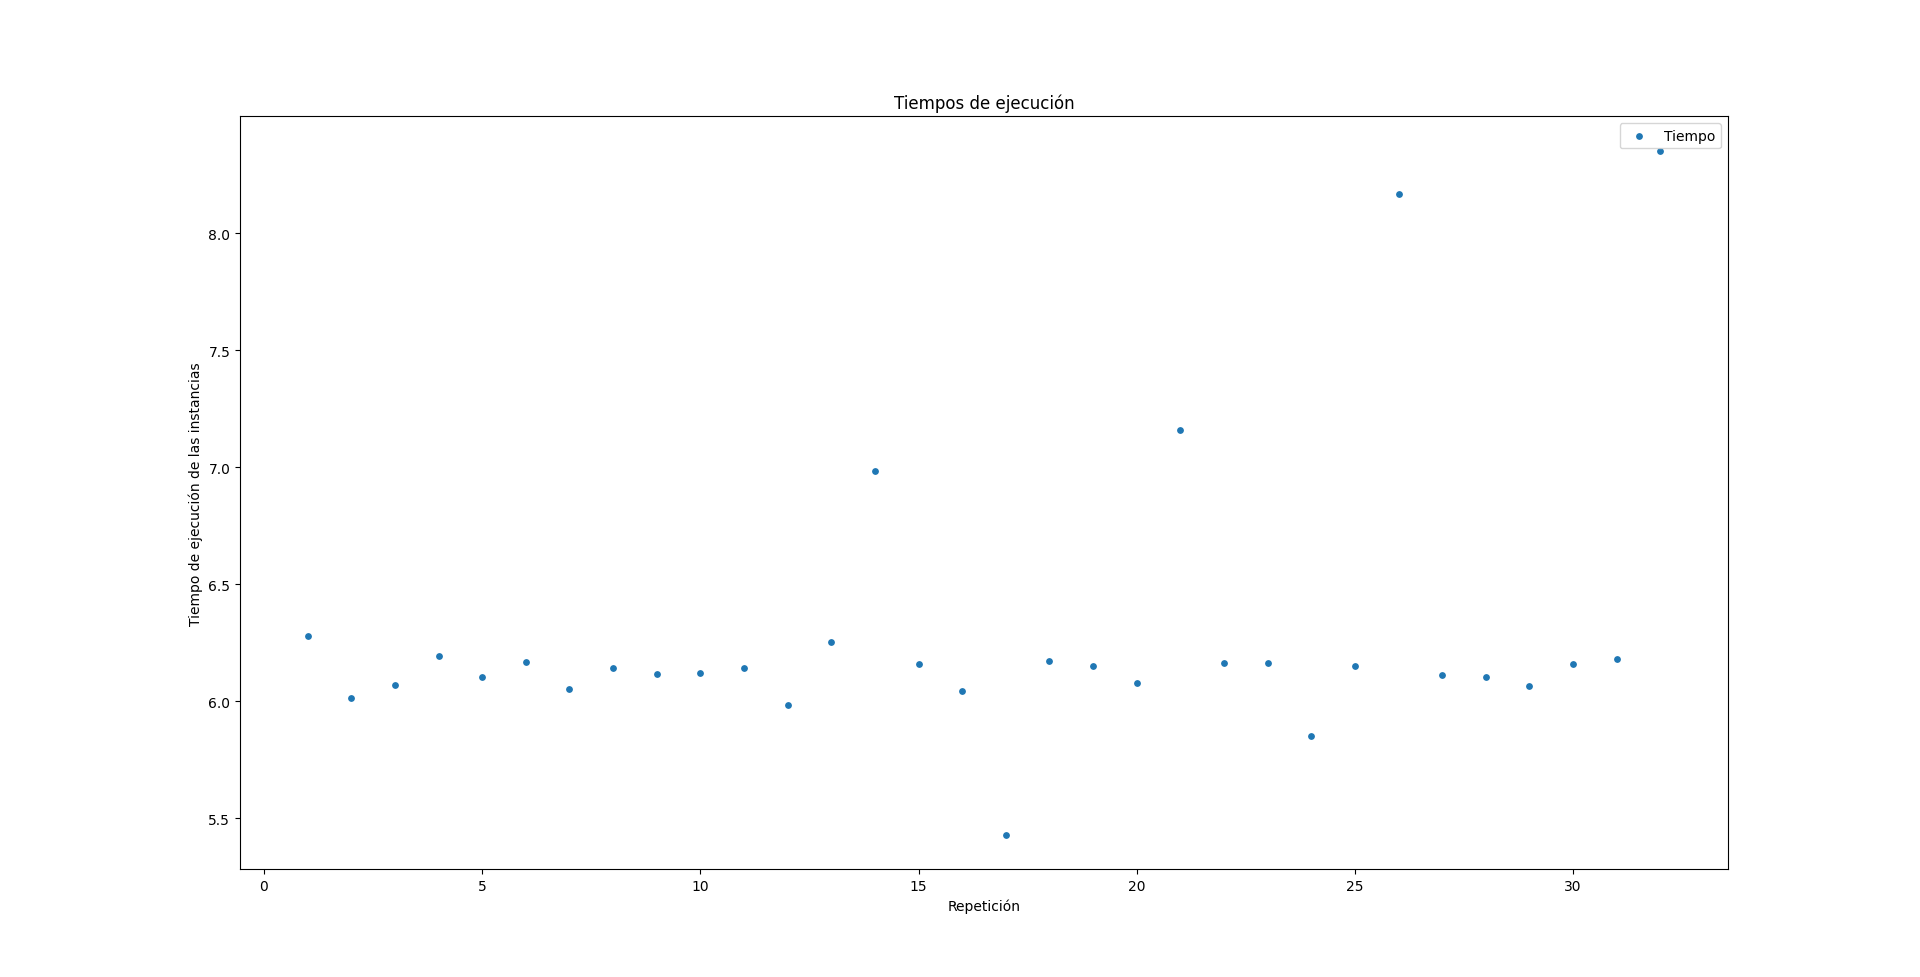 Tiempos de ejecución
Tiempo
Tiempo de ejecución de las instancias
8.0
7.5
7.0
6.5
6.0
5.5
0 5 10 15 20 25 30
Repetición